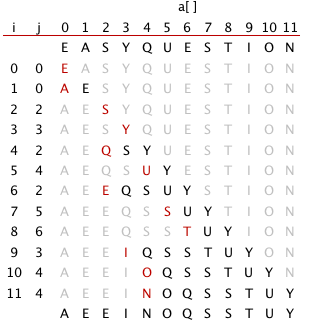 a[ ]
i j 0 1 2 3 4 5 6 7 8 9 10 11
E A S Y Q U E S T I O N
0 0 E A S Y Q U E S T I O N
1 0 A E S Y Q U E S T I O N
2 2 A E S Y Q U E S T I O N
3 3 A E S Y Q U E S T I O N
4 2 A E Q S Y U E S T I O N
5 4 A E Q S U Y E S T I O N
6 2 A E E Q S U Y S T I O N
7 5 A E E Q S S U Y T I O N
8 6 A E E Q S S T U Y I O N
9 3 A E E I Q S S T U Y O N
10 4 A E E I O Q S S T U Y N
11 4 A E E I N O Q S S T U Y
A E E I N O Q S S T U Y